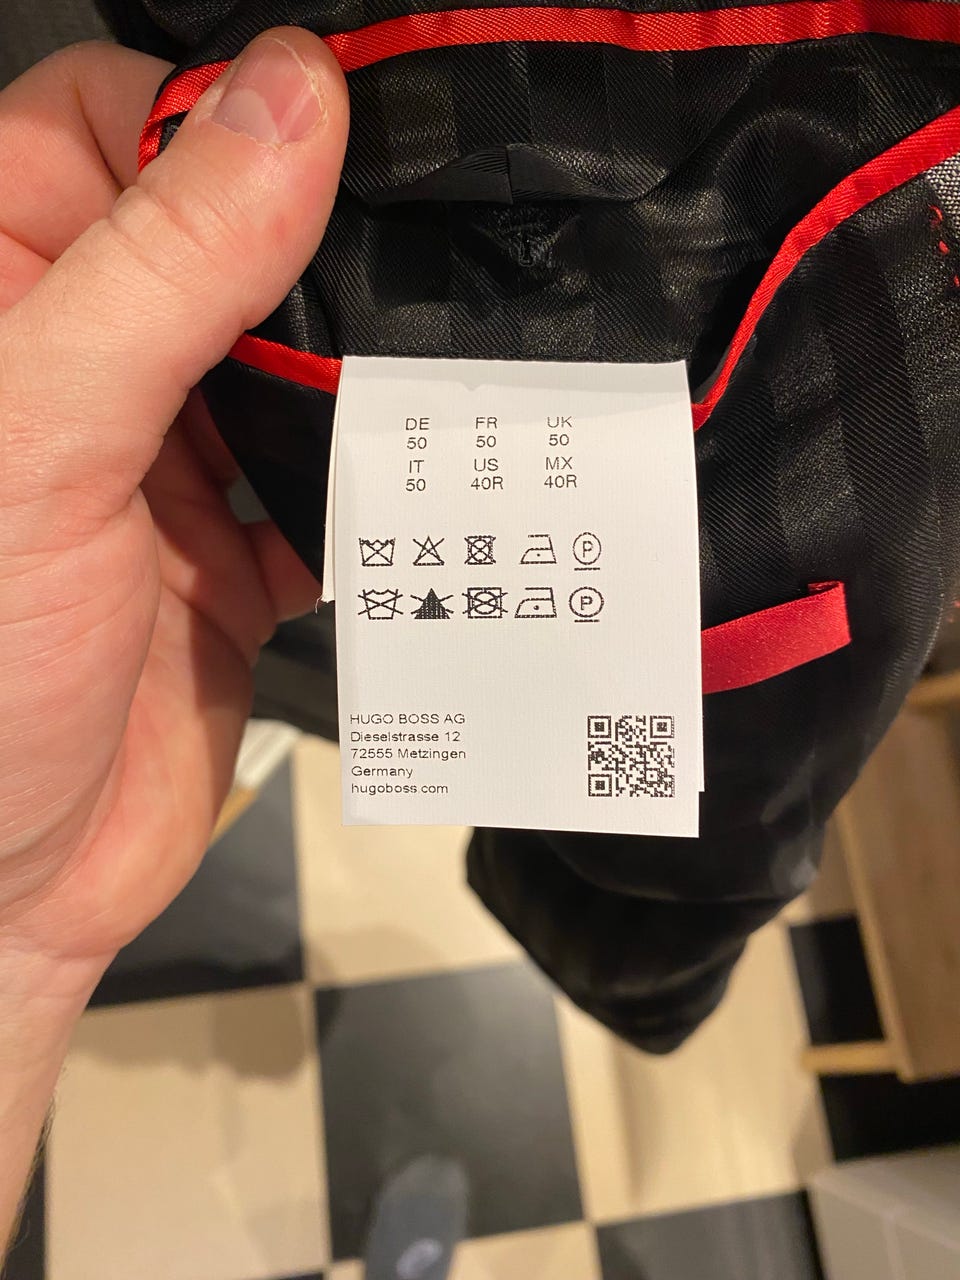 DE FR UK
50 50 50
IT US MX
50 40R 40R
P
P
HUGO BOSS AG
Dieselstrasse 12
72555 Metzingen
Germany
hugoboss.com